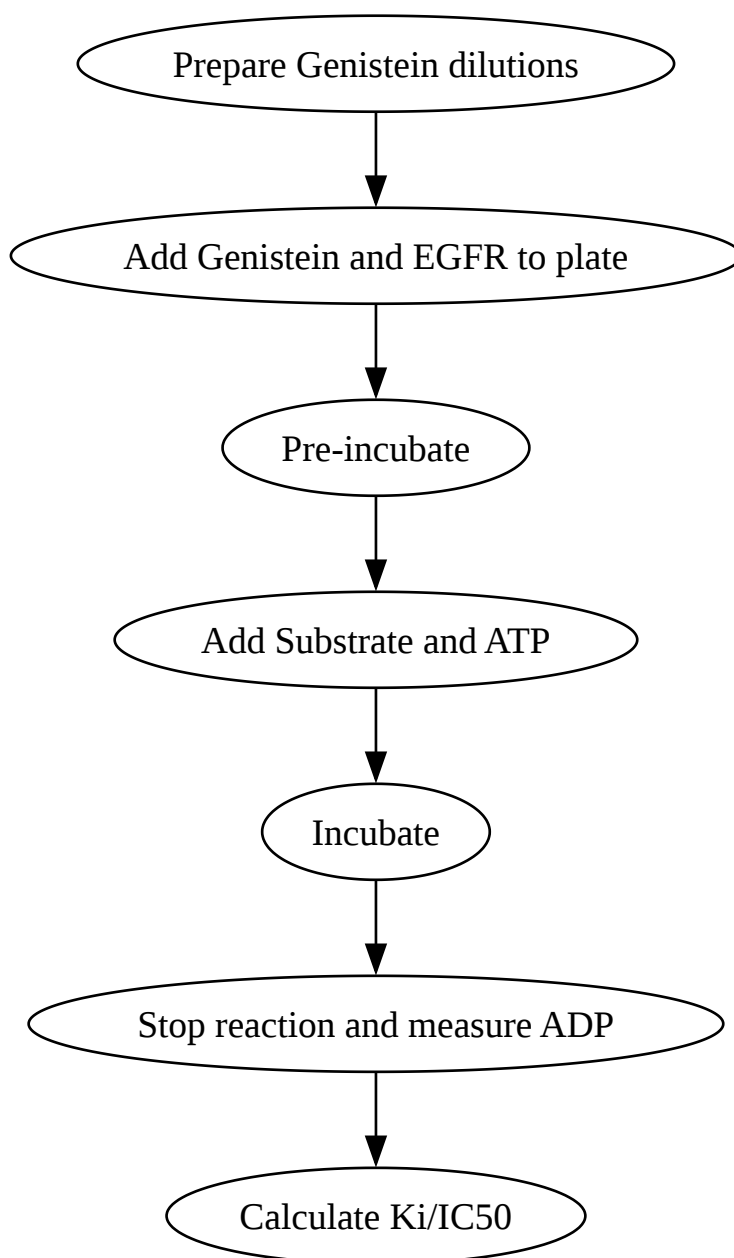 Prepare Genistein dilutions
Add Genistein and EGFR to plate
Pre-incubate
Add Substrate and ATP
Incubate
Stop reaction and measure ADP
Calculate Ki/IC50